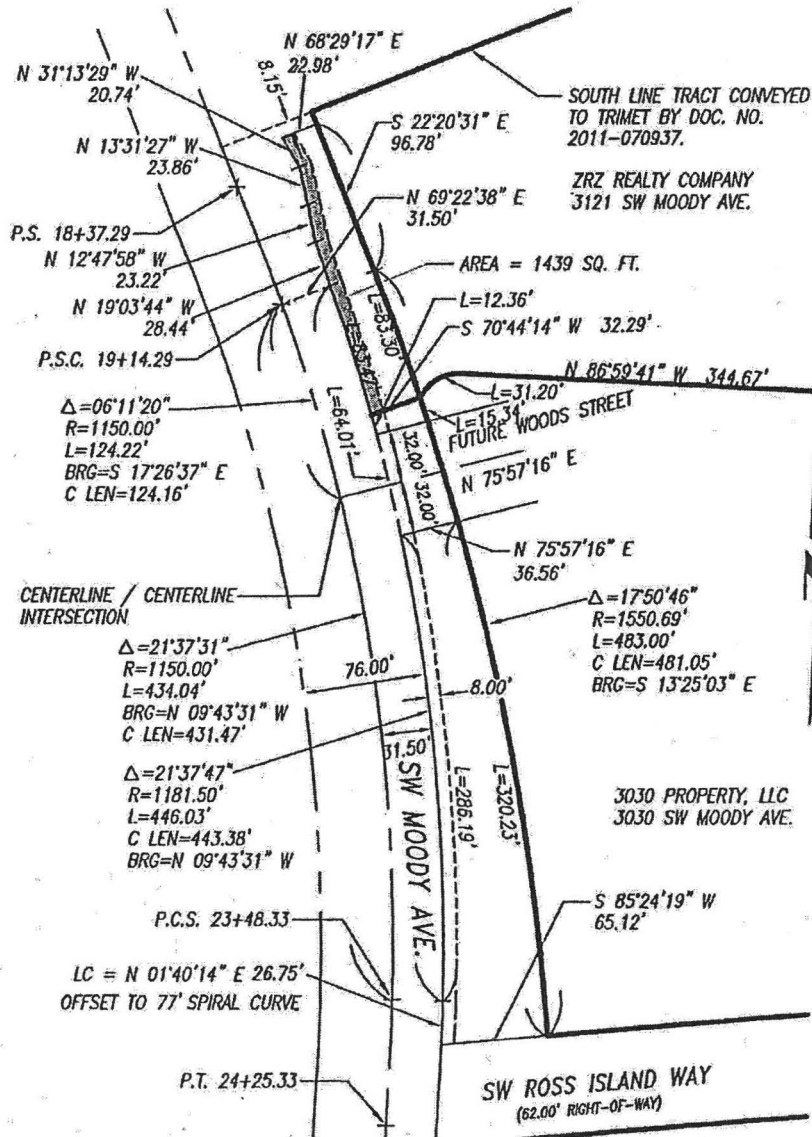 N 68°29'17" E
22.98'
8.15'
N 31°13'29" W
20.74'
SOUTH LINE TRACT CONVEYED
TO TRIMET BY DOC. NO.
2011-070937.
S 22°20'31" E
96.78'
N 13°31'27" W
23.86'
ZRZ REALTY COMPANY
3121 SW MOODY AVE.
N 69°22'38" E
31.50'
P.S. 18+37.29
N 12°47'58" W
23.22'
AREA = 1439 SQ. FT.
L=12.36'
N 19°03'44" W
28.44'
L=83.30'
S 70°44'14" W 32.29'
P.S.C. 19+14.29
L=83.47'
N 86°59'41" W 344.67'
L=31.20'
L=15.34'
FUTURE WOODS STREET
Δ=06°11'20"
R=1150.00'
L=124.22'
BRG=S 17°26'37" E
C LEN=124.16'
L=64.01'
32.00'
32.00'
N 75°57'16" E
N 75°57'16" E
36.56'
CENTERLINE / CENTERLINE
INTERSECTION
Δ=17°50'46"
R=1550.69'
L=483.00'
C LEN=481.05'
BRG=S 13°25'03" E
Δ=21°37'31"
R=1150.00'
L=434.04'
BRG=N 09°43'31" W
C LEN=431.47'
76.00'
8.00'
31.50'
Δ=21°37'47"
R=1181.50'
L=446.03'
C LEN=443.38'
BRG=N 09°43'31" W
SW MOODY AVE.
L=286.19'
L=320.23'
3030 PROPERTY, LLC
3030 SW MOODY AVE.
S 85°24'19" W
65.12'
P.C.S. 23+48.33
LC = N 01°40'14" E 26.75'
OFFSET TO 77' SPIRAL CURVE
P.T. 24+25.33
SW ROSS ISLAND WAY
(62.00' RIGHT-OF-WAY)